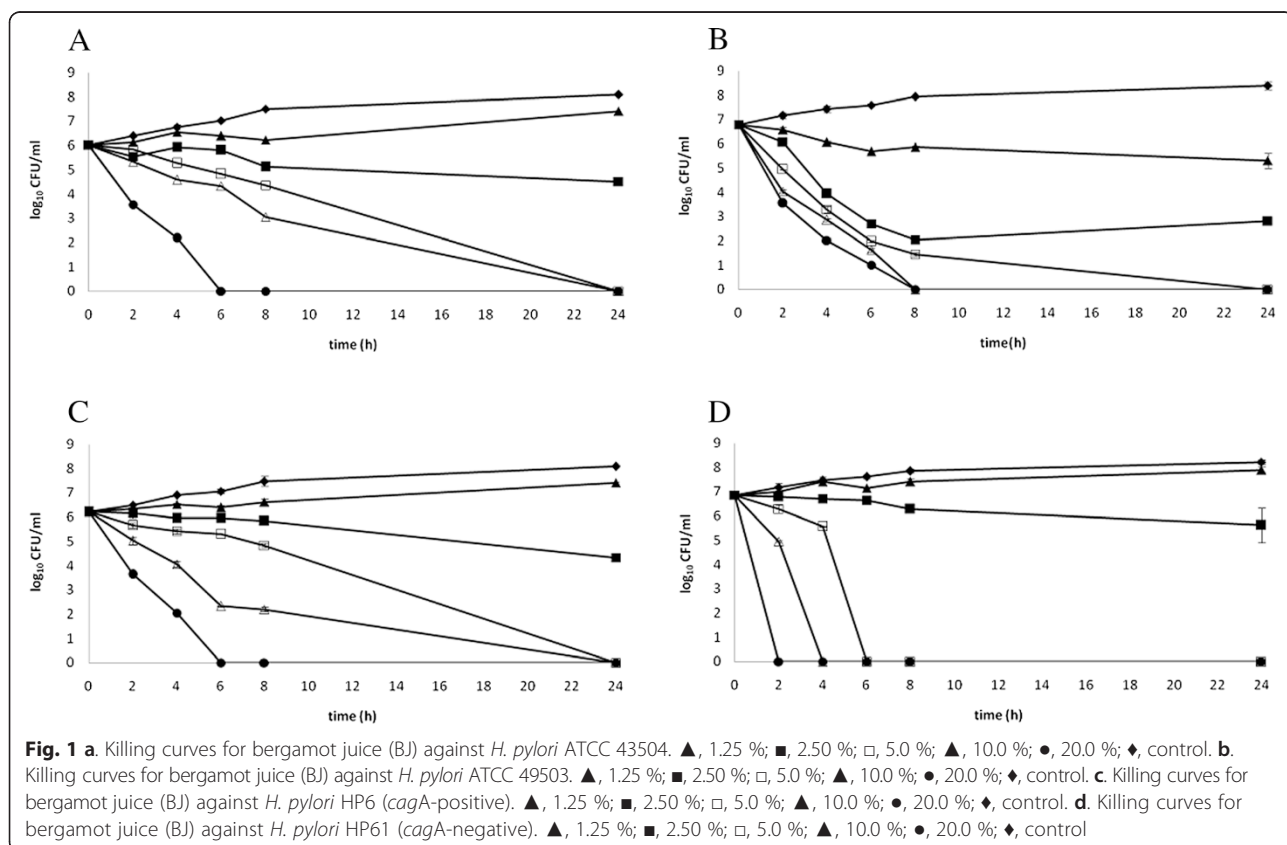 A
9
8
7
6
5
4
3
2
1
0
log10 CFU/ml
0 2 4 6 8 10 12 14 16 18 20 22 24
time (h)
B
9
8
7
6
5
4
3
2
1
0
log10 CFU/ml
0 2 4 6 8 10 12 14 16 18 20 22 24
time(h)
C
9
8
7
6
5
4
3
2
1
0
log10 CFU/ml
0 2 4 6 8 10 12 14 16 18 20 22 24
time (h)
D
9
8
7
6
5
4
3
2
1
0
log10 CFU/ml
0 2 4 6 8 10 12 14 16 18 20 22 24
time (h)
Fig. 1 a. Killing curves for bergamot juice (BJ) against H. pylori ATCC 43504. ▲, 1.25 %; ■, 2.50 %; □, 5.0 %; ▲, 10.0 %; ●, 20.0 %; ♦, control. b.
Killing curves for bergamot juice (BJ) against H. pylori ATCC 49503. ▲, 1.25 %; ■, 2.50 %; □, 5.0 %; ▲, 10.0 %; ●, 20.0 %; ♦, control. c. Killing curves for
bergamot juice (BJ) against H. pylori HP6 (cagA-positive). ▲, 1.25 %; ■, 2.50 %; □, 5.0 %; ▲, 10.0 %; ●, 20.0 %; ♦, control. d. Killing curves for
bergamot juice (BJ) against H. pylori HP61 (cagA-negative). ▲, 1.25 %; ■, 2.50 %; □, 5.0 %; ▲, 10.0 %; ●, 20.0 %; ♦, control